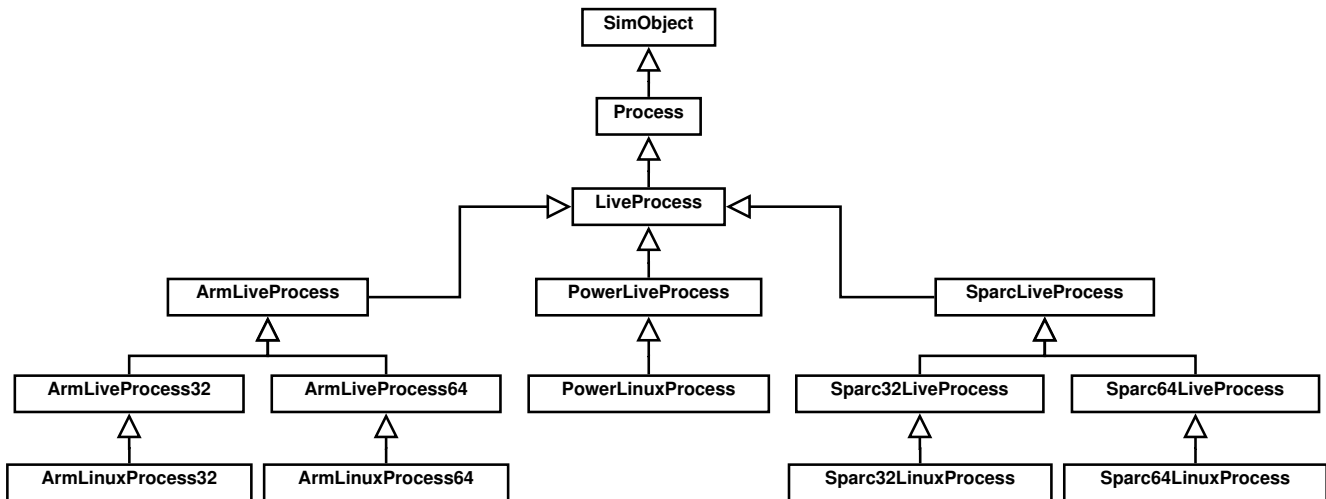 SimObject
Process
LiveProcess
ArmLiveProcess
PowerLiveProcess
SparcLiveProcess
ArmLiveProcess32
ArmLiveProcess64
PowerLinuxProcess
Sparc32LiveProcess
Sparc64LiveProcess
ArmLinuxProcess32
ArmLinuxProcess64
Sparc32LinuxProcess
Sparc64LinuxProcess